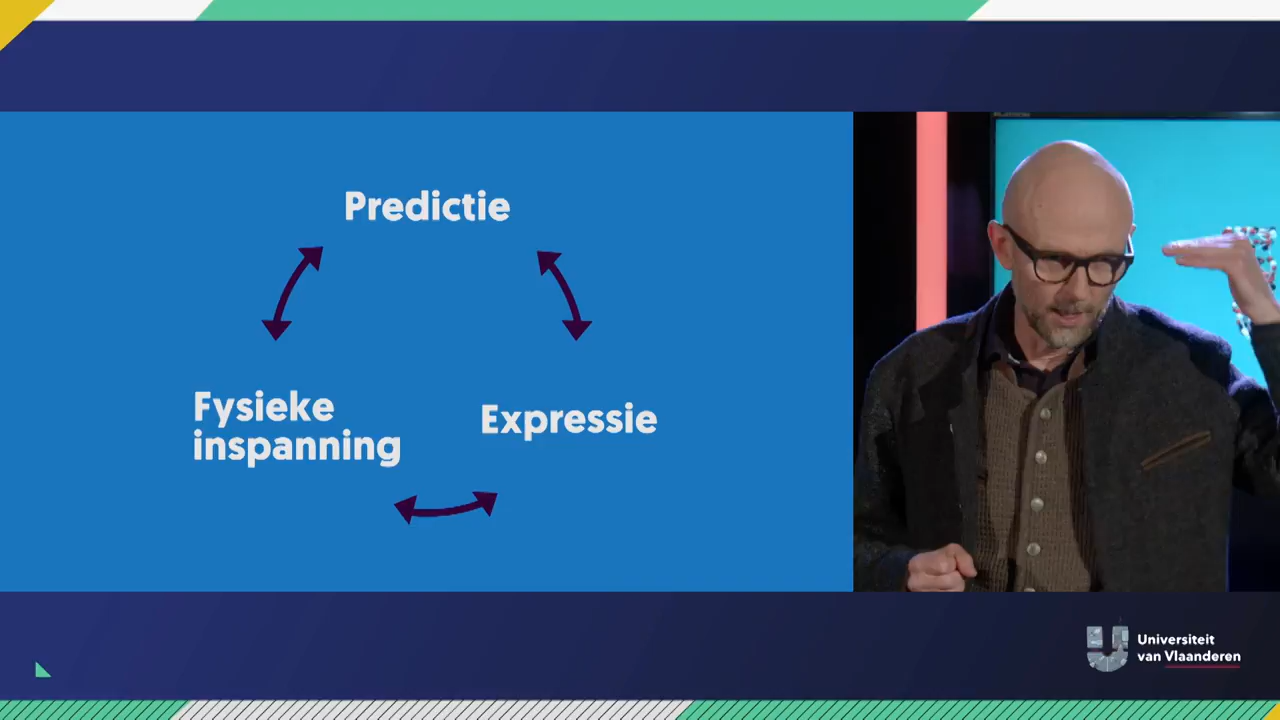 Predictie
Fysieke
inspanning
Expressie
Universiteit
van Vlaanderen